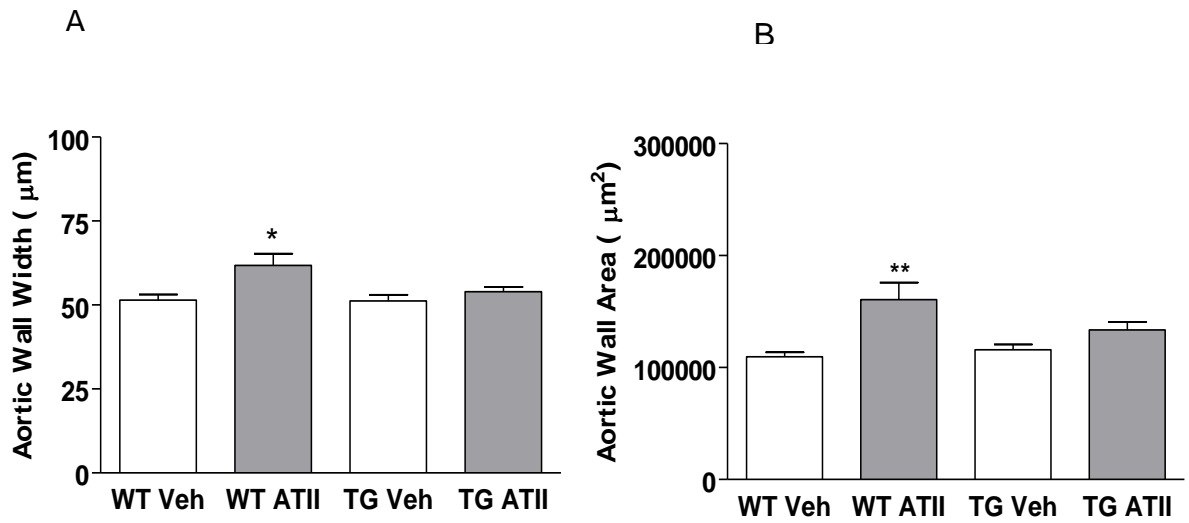 A
B
Aortic Wall Width ( μm)
100
75
50
25
0
*
WT Veh WT ATII TG Veh TG ATII
Aortic Wall Area ( μm²)
300000
200000
100000
0
**
WT Veh WT ATII TG Veh TG ATII